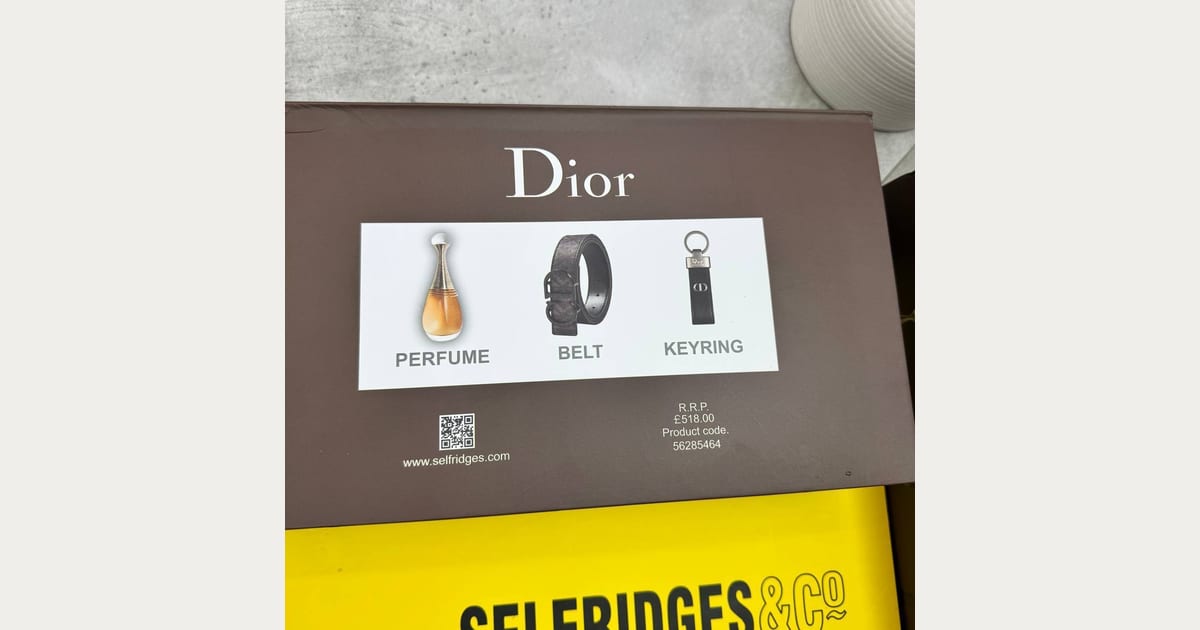 Dior
PERFUME
BELT
KEYRING
www.selfridges.com
R.R.P.
£518.00
Product code.
56285464
SELFRIDGES&Co